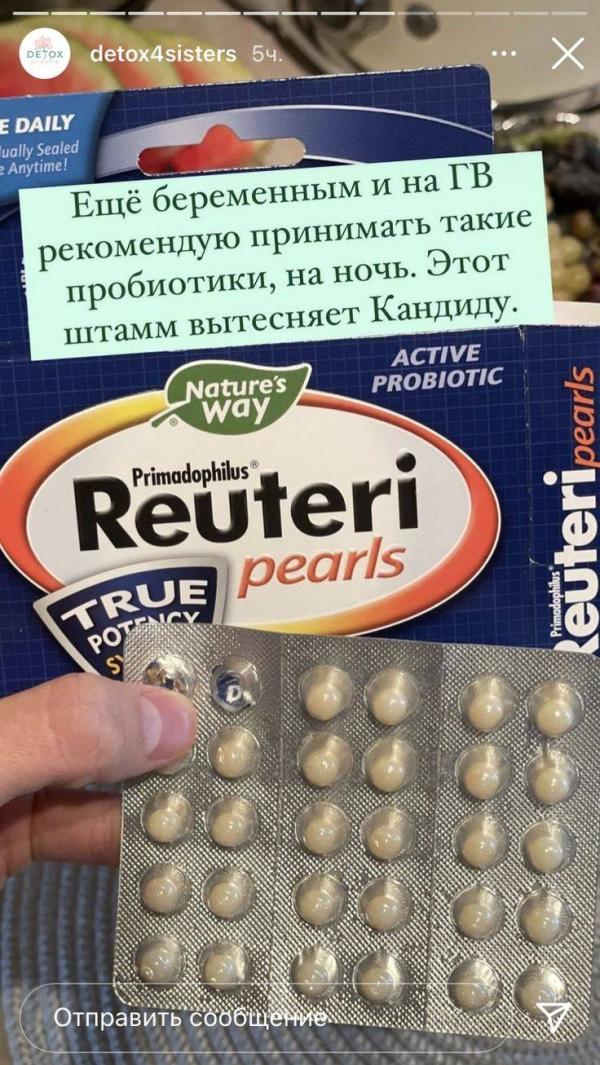 detox4sisters 5ч.
DETOX
E DAILY
ually Sealed
e Anytime!
Ещё беременным и на ГВ
рекомендую принимать такие
пробиотики, на ночь. Этот
штамм вытесняет Кандиду.
ACTIVE
PROBIOTIC
Nature's
way®
Primadophilus®
Reuteri
pearls
TRUE
POTENCY
Primadophilus®
Reuteri pearls
Отправить сообщение